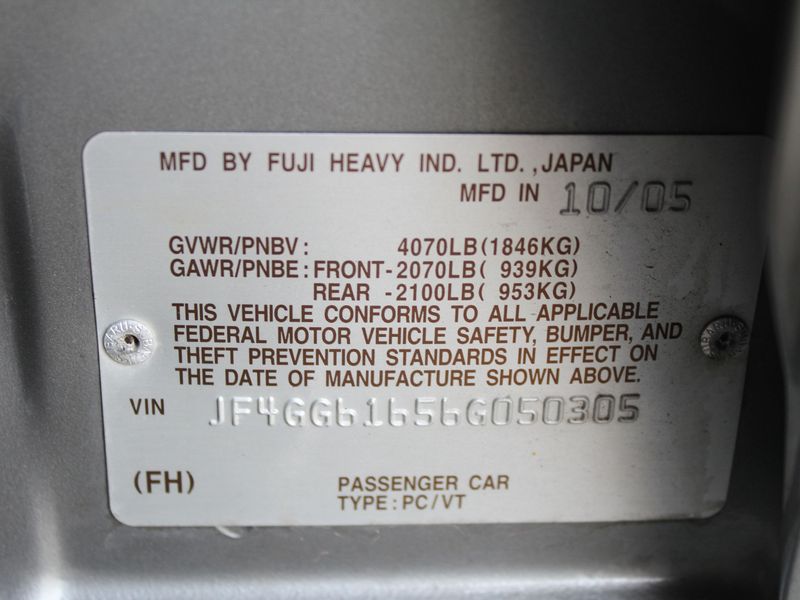 MFD BY FUJI HEAVY IND. LTD., JAPAN
MFD IN 10/05
GVWR/PNBV: 4070LB(1846KG)
GAWR/PNBE: FRONT-2070LB( 939KG)
REAR -2100LB( 953KG)
THIS VEHICLE CONFORMS TO ALL APPLICABLE
FEDERAL MOTOR VEHICLE SAFETY, BUMPER, AND
THEFT PREVENTION STANDARDS IN EFFECT ON
THE DATE OF MANUFACTURE SHOWN ABOVE.
VIN JF4GG61656G050305
(FH) PASSENGER CAR
TYPE: PC/VT